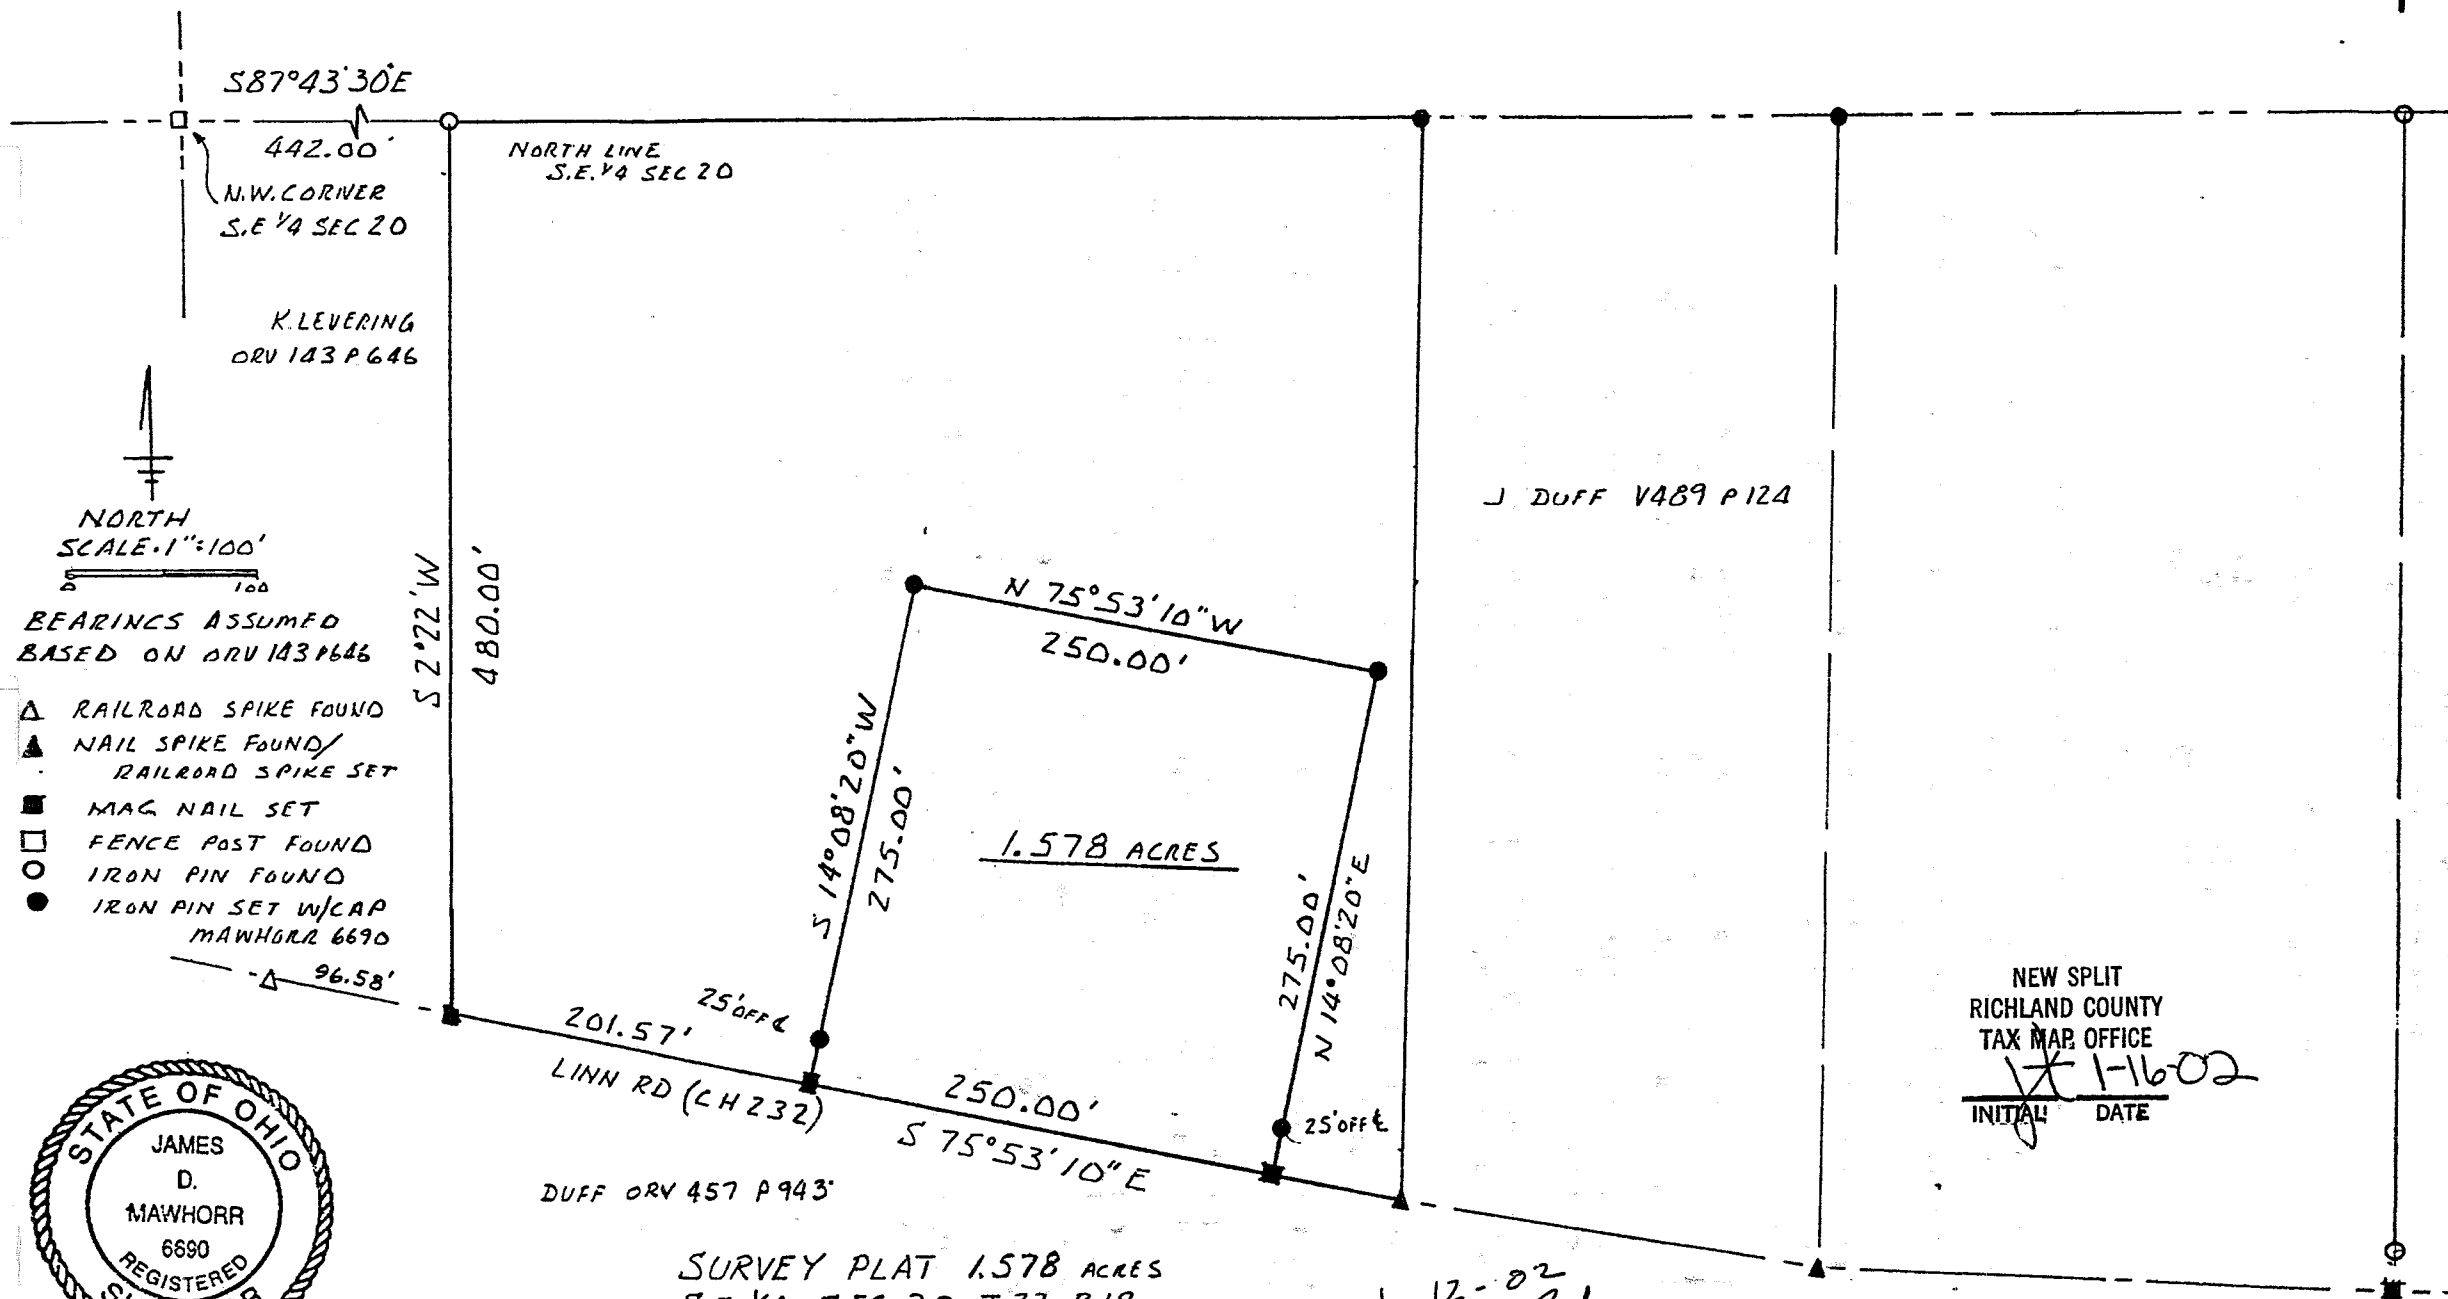 S87°43'30"E
442.00'
N.W. CORNER
S.E 1/4 SEC 20
NORTH LINE
S.E. 1/4 SEC 20
K. LEVERING
ORV 143 P 646
NORTH
SCALE. 1":100'
0 100
BEARINGS ASSUMED
BASED ON ORV 143 P646
RAILROAD SPIKE FOUND
NAIL SPIKE FOUND/
RAILROAD SPIKE SET
MAG NAIL SET
FENCE POST FOUND
IRON PIN FOUND
IRON PIN SET W/CAP
MAWHORR 6690
S 2°22'W
480.00'
J DUFF V489 P 124
N 75°53'10"W
250.00'
S 14°08'20"W
275.00'
1.578 ACRES
275.00'
N 14°08'20"E
96.58'
201.57'
25'OFF ℄
LINN RD (CH 232)
250.00'
S 75°53'10" E
25'OFF ℄
DUFF ORV 457 P 943
NEW SPLIT
RICHLAND COUNTY
TAX MAP OFFICE
1-16-02
INITIAL DATE
STATE OF OHIO
JAMES
D.
MAWHORR
6690
REGISTERED
SURVEY PLAT 1.578 ACRES
12-02